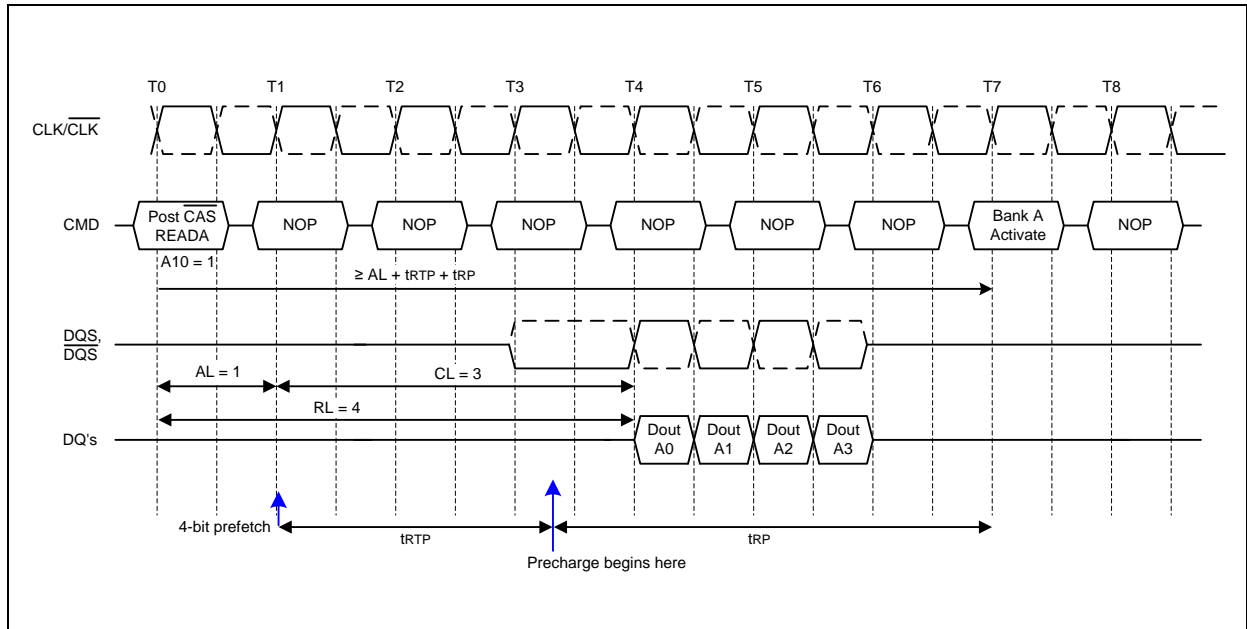 T0 T1 T2 T3 T4 T5 T6 T7 T8
CLK/CLK
CMD
Post CAS
READA
NOP NOP NOP NOP NOP NOP
Bank A
Activate
NOP
A10 = 1
≥ AL + tRTP + tRP
DQS,
DQS
AL = 1
CL = 3
RL = 4
DQ's
Dout
A0
Dout
A1
Dout
A2
Dout
A3
4-bit prefetch
tRTP
tRP
Precharge begins here